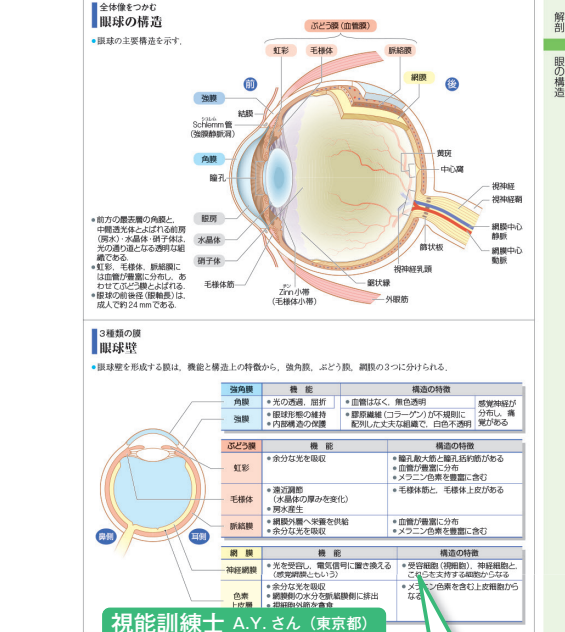 全体像をつかむ
眼球の構造
●眼球の主要構造を示す.
ぶどう膜(血管膜)
虹彩
毛様体
脈絡膜
網膜
前
後
強膜
結膜
シュレム
Schlemm管
(強膜静脈洞)
角膜
瞳孔
眼房
水晶体
硝子体
毛様体筋
チン
Zinn小帯
(毛様体小帯)
鋸状縁
外眼筋
視神経乳頭
篩状板
黄斑
中心窩
視神経
視神経鞘
網膜中心
静脈
網膜中心
動脈
●前方の最表層の角膜と,
中間透光体とよばれる前房
(房水)・水晶体・硝子体は,
光の通り道となる透明な組
織である.
●虹彩, 毛様体, 脈絡膜に
は血管が豊富に分布し, あ
わせてぶどう膜とよばれる.
●眼球の前後径(眼軸長)は,
成人で約24mmである.
解剖
眼の構造
3種類の膜
眼球壁
●眼球壁を形成する膜は, 機能と構造上の特徴から, 強角膜, ぶどう膜, 網膜の3つに分けられる.
鼻側
耳側
強角膜 機 能 構造の特徴
角膜 ●光の透過, 屈折 ●血管はなく, 無色透明
強膜 ●眼球形態の維持
●内部構造の保護
●膠原線維(コラーゲン)が不規則に
配列した丈夫な組織で, 白色不透明
感覚神経が
分布し, 痛
覚がある
ぶどう膜 機 能 構造の特徴
虹彩 ●余分な光を吸収 ●瞳孔散大筋と瞳孔括約筋がある
●血管が豊富に分布
●メラニン色素を豊富に含む
毛様体 ●遠近調節
(水晶体の厚みを変化)
●房水産生
●毛様体筋と, 毛様体上皮がある
脈絡膜 ●網膜外層へ栄養を供給
●余分な光を吸収
●血管が豊富に分布
●メラニン色素を豊富に含む
網 膜 機 能 構造の特徴
神経網膜 ●光を受容し, 電気信号に置き換える
(感覚網膜ともいう)
●受容細胞(視細胞), 神経細胞と,
これらを支持する細胞からなる
色素
上皮層
●余分な光を吸収
●網膜側の水分を脈絡膜側に排出
●視細胞外節を貪食
●メラニン色素を含む上皮細胞から
なる
視能訓練士 A.Y.さん(東京都)